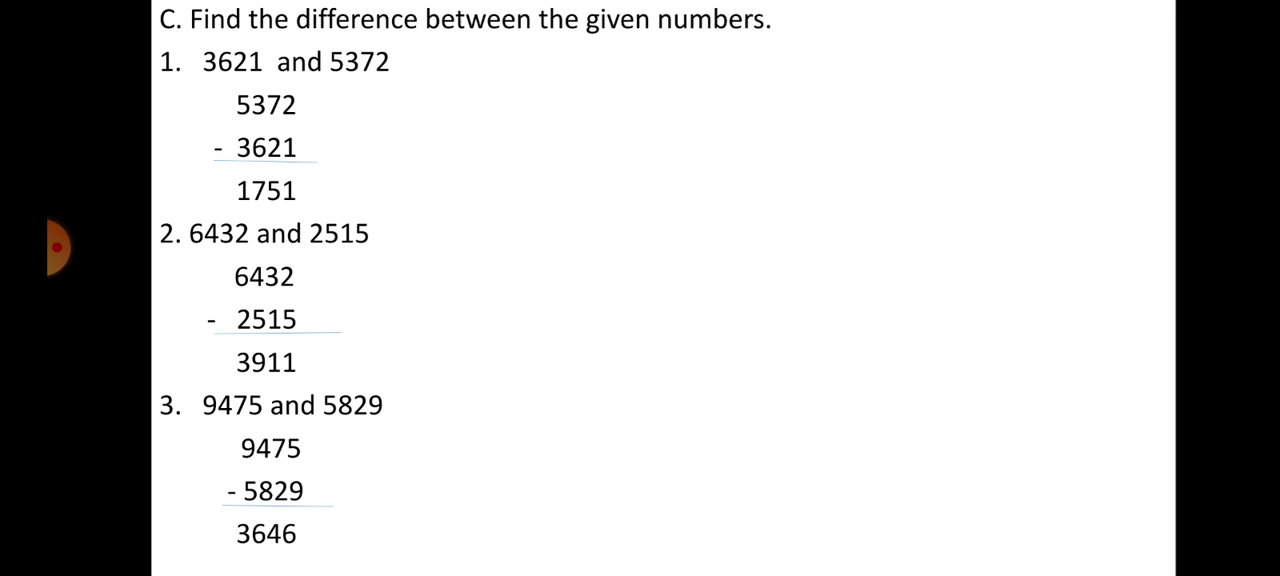 C. Find the difference between the given numbers.
1. 3621 and 5372
5372
- 3621
1751
2. 6432 and 2515
6432
- 2515
3911
3. 9475 and 5829
9475
- 5829
3646